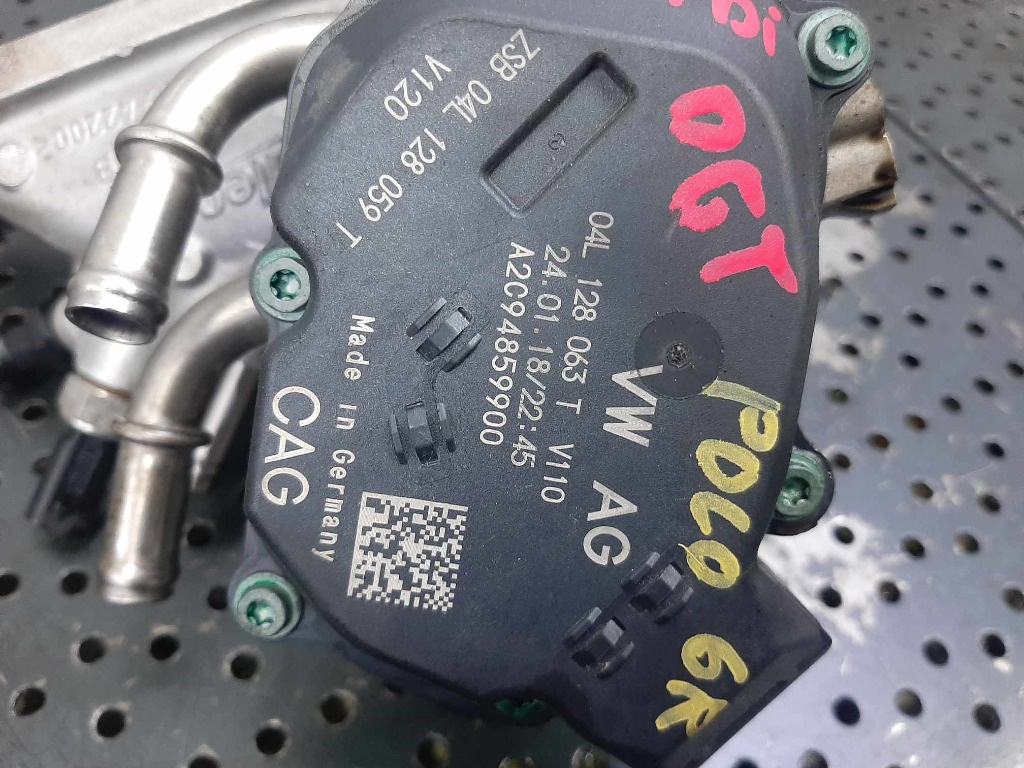 ZSB 04L 128 059 T
V120
04L 128 063 T V110
24.01.18/22:45
A2C94859900
VW AG
Made In Germany
CAG
POLO 6R